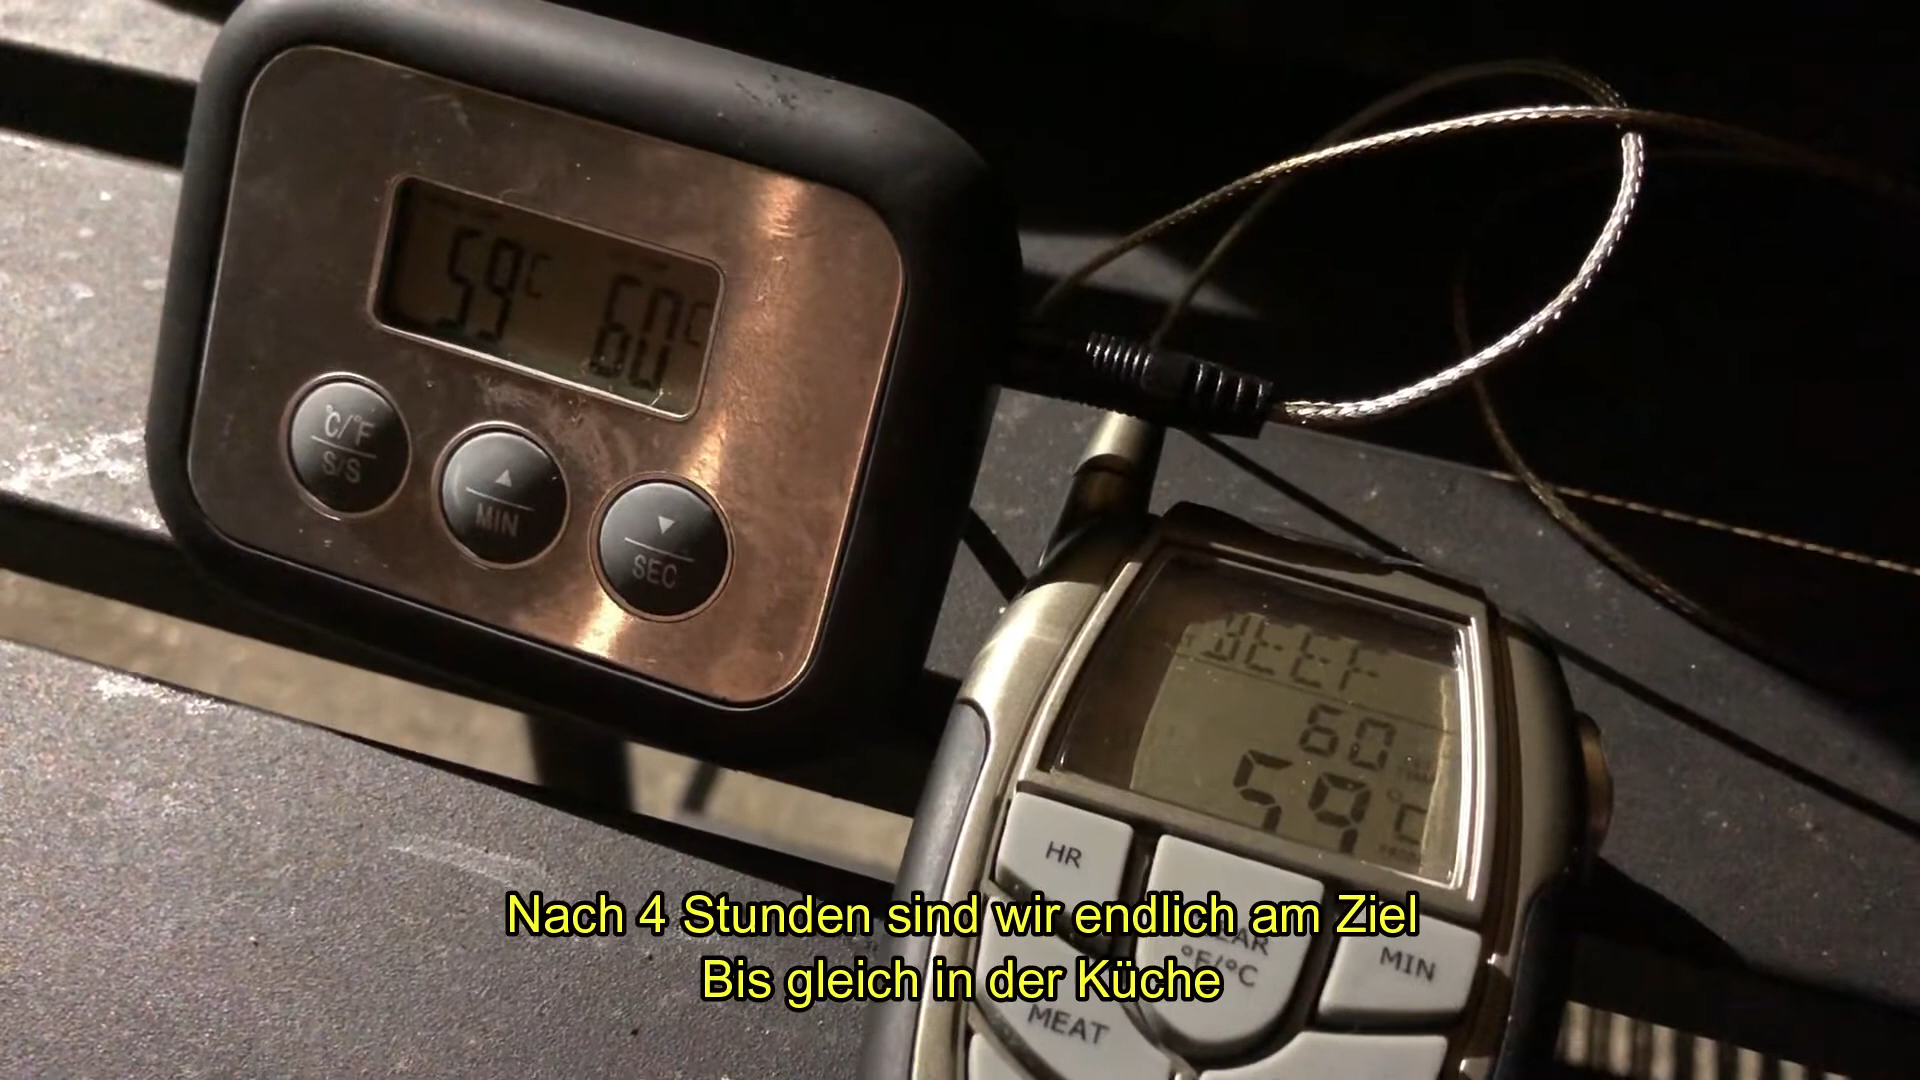 59°C 60°C
°C/°F
S/S
▲
MIN
▼
SEC
BEEF
60
59°C
HR
°F/°C
MIN
MEAT
Nach 4 Stunden sind wir endlich am Ziel
Bis gleich in der Küche